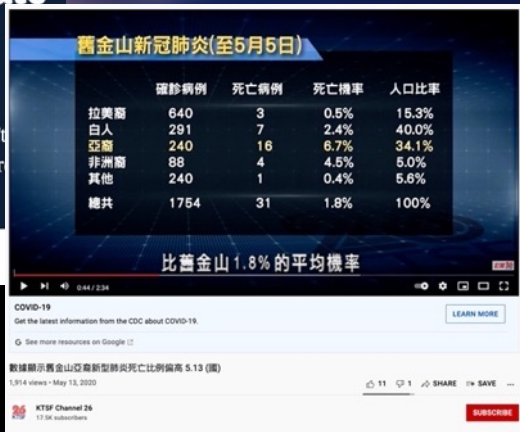 舊金山新冠肺炎(至5月5日)
確診病例 死亡病例 死亡機率 人口比率
拉美裔 640 3 0.5% 15.3%
白人 291 7 2.4% 40.0%
亞裔 240 16 6.7% 34.1%
非洲裔 88 4 4.5% 5.0%
其他 240 1 0.4% 5.6%
總共 1754 31 1.8% 100%
比舊金山1.8%的平均機率
0:44 / 2:34
COVID-19
Get the latest information from the CDC about COVID-19.
LEARN MORE
See more resources on Google
數據顯示舊金山亞裔新型肺炎死亡比例偏高 5.13 (國)
1,914 views • May 13, 2020
11 1 SHARE SAVE ...
26 KTSF
KTSF Channel 26
17.5K subscribers
SUBSCRIBE